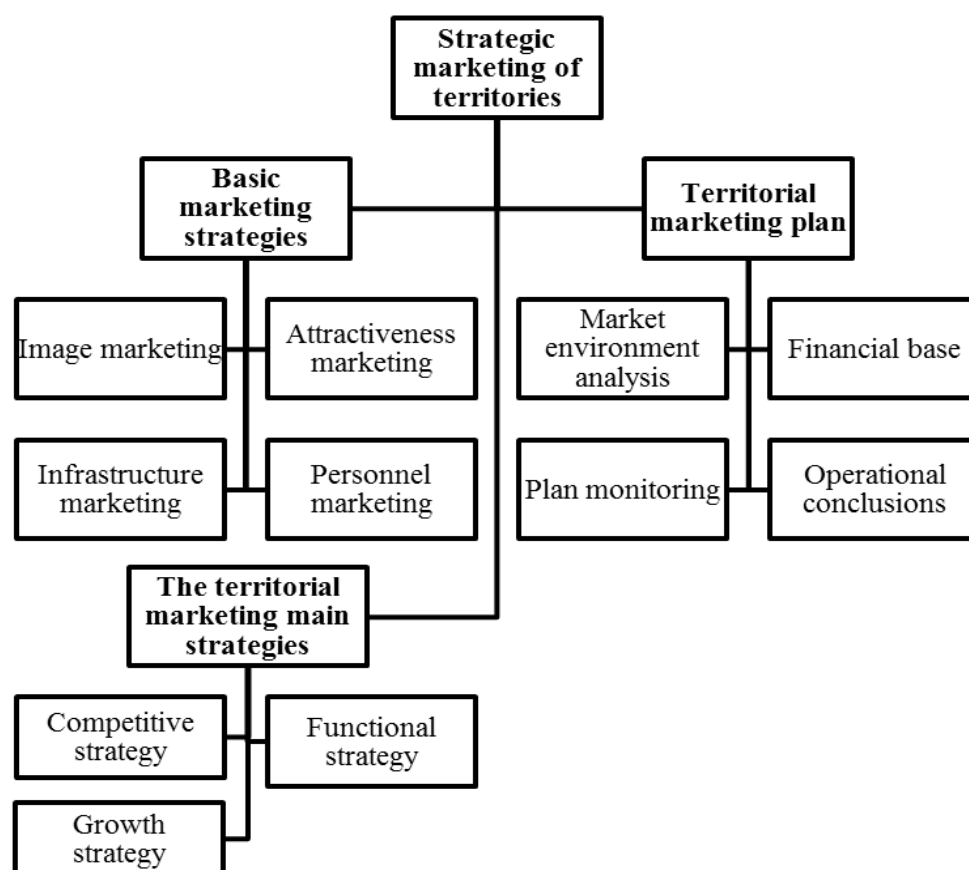 Strategic
marketing of
territories
Basic
marketing
strategies
Territorial
marketing plan
Image marketing
Attractiveness
marketing
Market
environment
analysis
Financial base
Infrastructure
marketing
Personnel
marketing
Plan monitoring
Operational
conclusions
The territorial
marketing main
strategies
Competitive
strategy
Functional
strategy
Growth
strategy